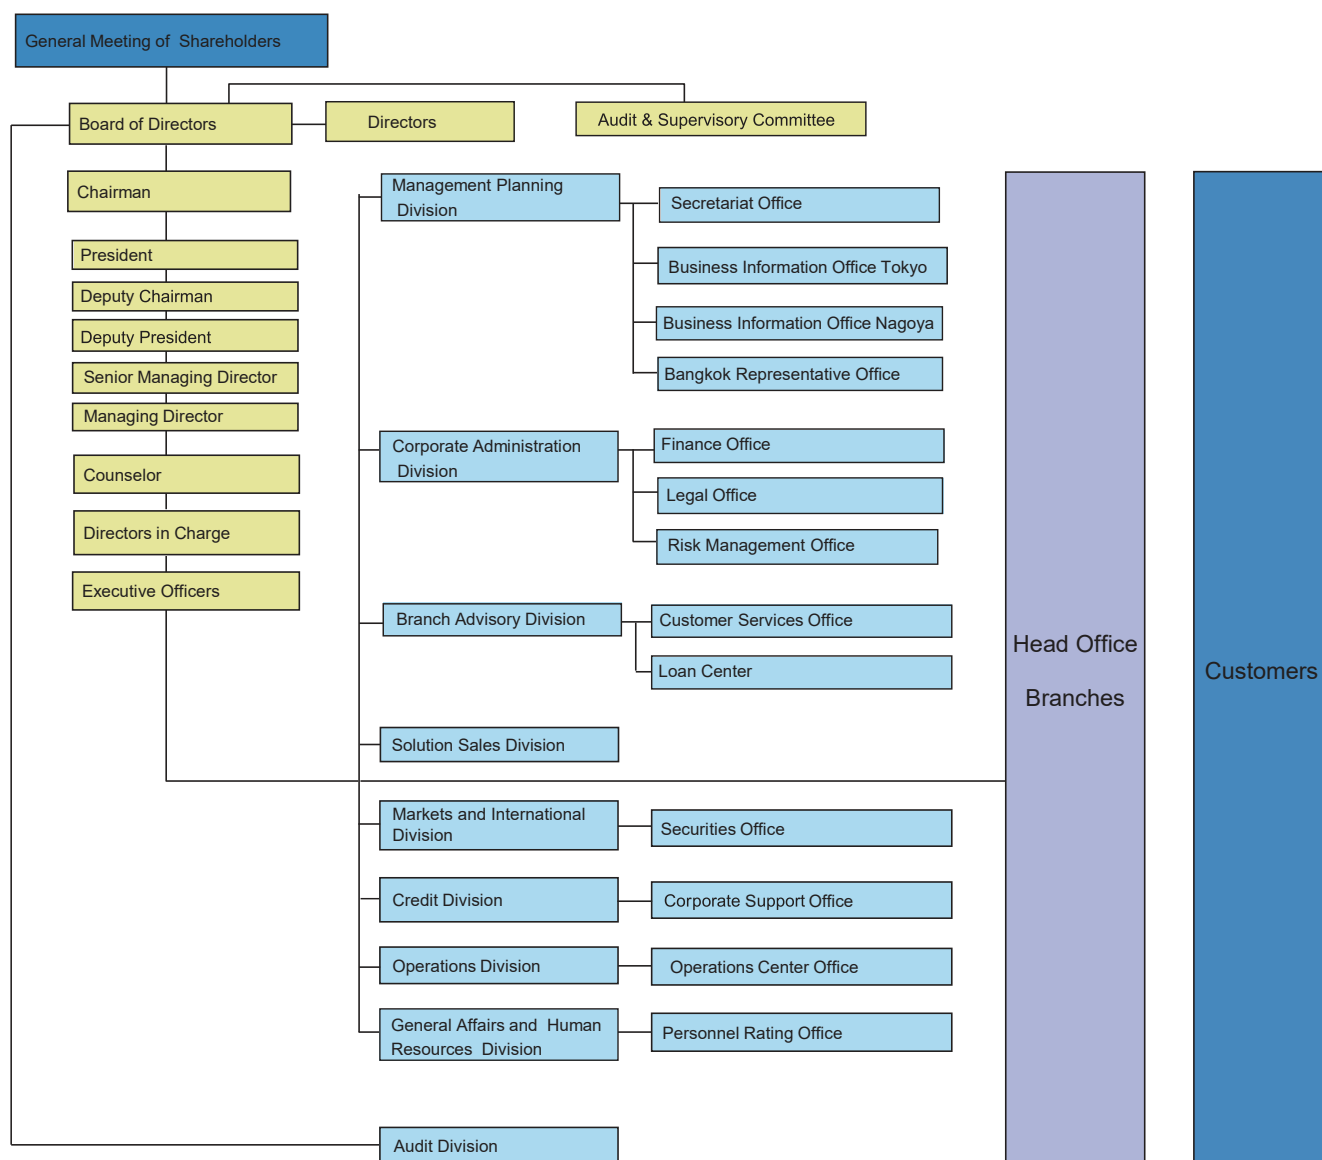 General Meeting of  Shareholders
Board of Directors
Directors
Audit & Supervisory Committee
Chairman
President
Deputy Chairman
Deputy President
Senior Managing Director
Managing Director
Counselor
Directors in Charge
Executive Officers
Management Planning
Division
Secretariat Office
Business Information Office Tokyo
Business Information Office Nagoya
Bangkok Representative Office
Corporate Administration
Division
Finance Office
Legal Office
Risk Management Office
Branch Advisory Division
Customer Services Office
Loan Center
Solution Sales Division
Markets and International
Division
Securities Office
Credit Division
Corporate Support Office
Operations Division
Operations Center Office
General Affairs and  Human
Resources  Division
Personnel Rating Office
Audit Division
Head Office
Branches
Customers